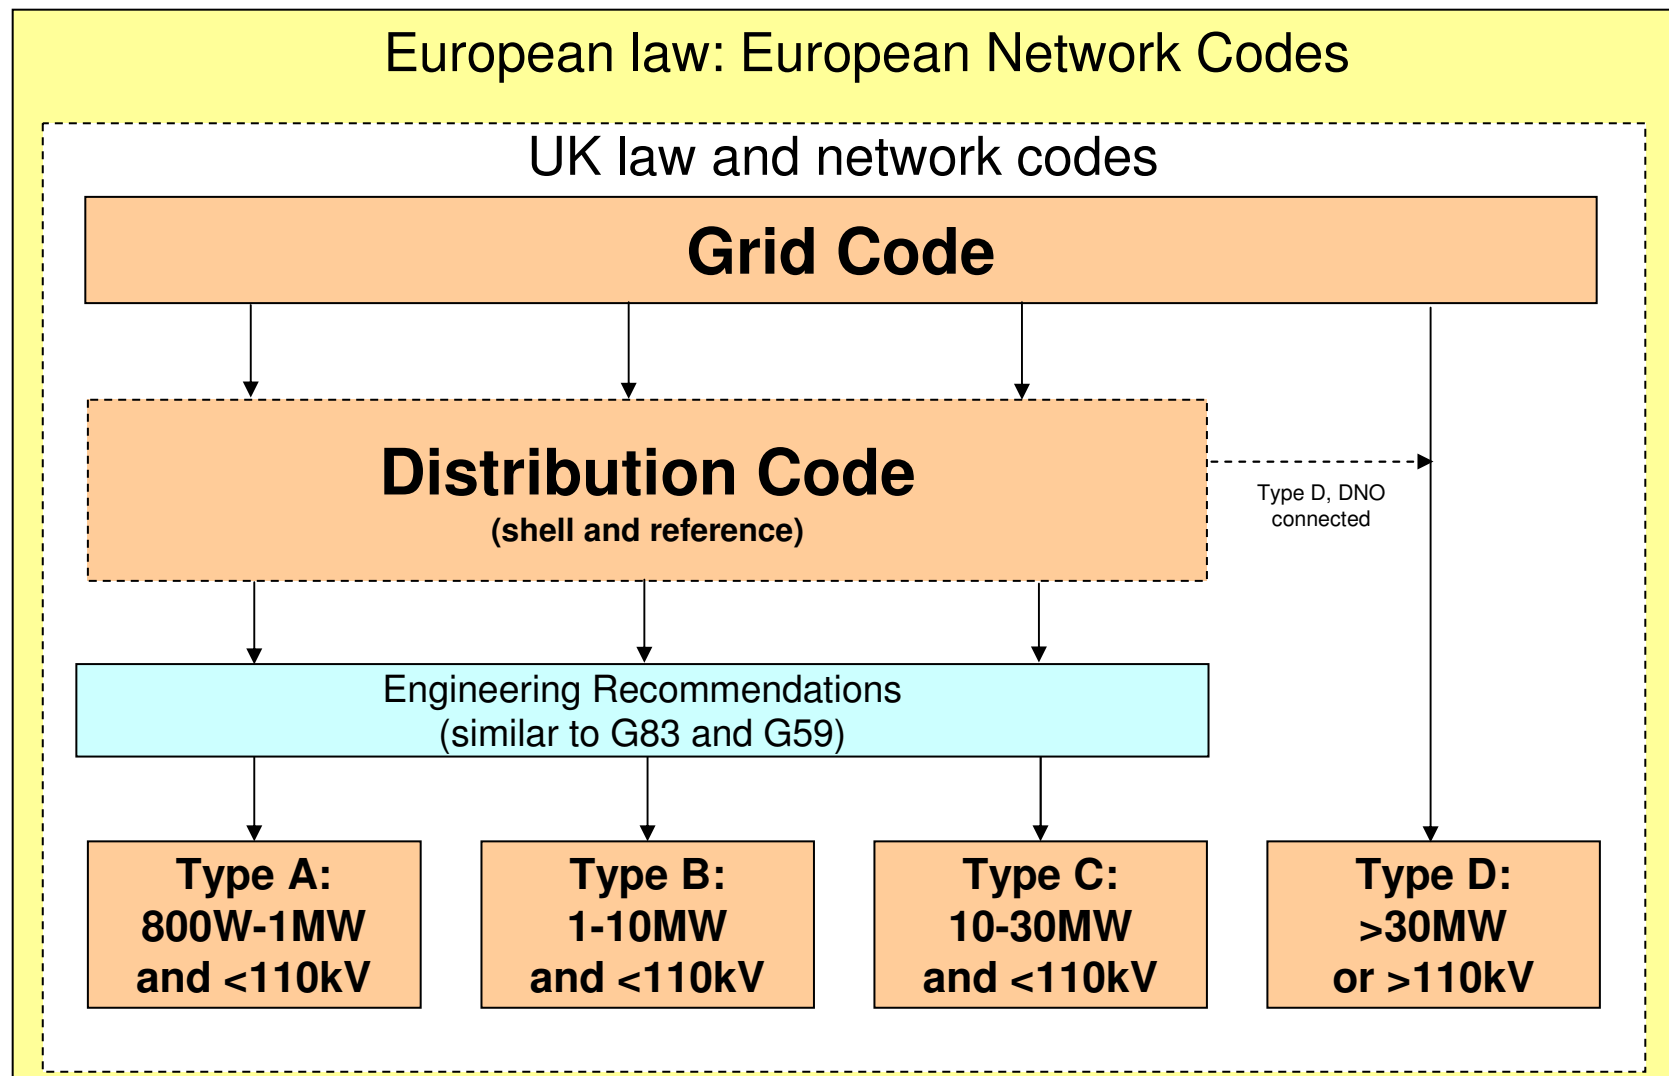 European law: European Network Codes
UK law and network codes
Grid Code
Distribution Code
(shell and reference)
Type D, DNO
connected
Engineering Recommendations
(similar to G83 and G59)
Type A:
800W-1MW
and <110kV
Type B:
1-10MW
and <110kV
Type C:
10-30MW
and <110kV
Type D:
>30MW
or >110kV